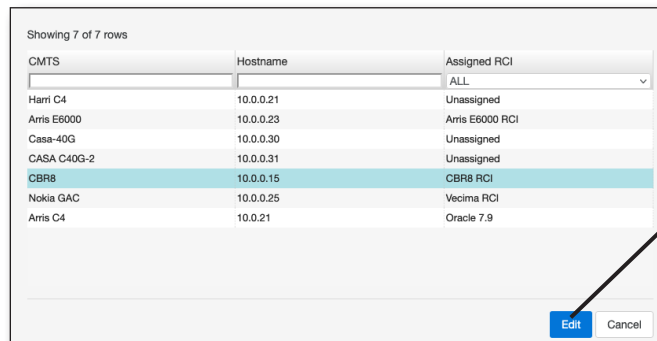 Showing 7 of 7 rows
CMTS Hostname Assigned RCI
ALL
Harri C4 10.0.0.21 Unassigned
Arris E6000 10.0.0.23 Arris E6000 RCI
Casa-40G 10.0.0.30 Unassigned
CASA C40G-2 10.0.0.31 Unassigned
CBR8 10.0.0.15 CBR8 RCI
Nokia GAC 10.0.0.25 Vecima RCI
Arris C4 10.0.21 Oracle 7.9
Edit Cancel